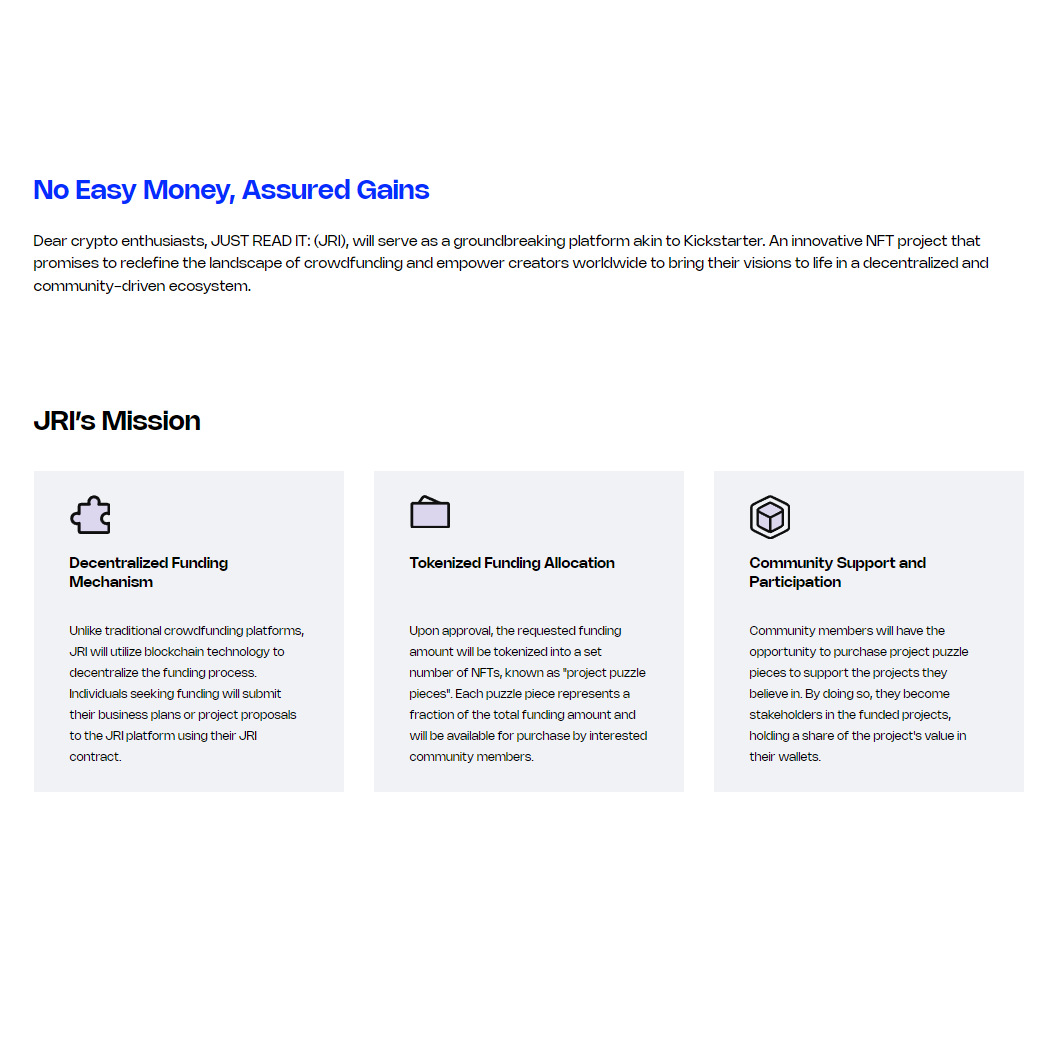 No Easy Money, Assured Gains
Dear crypto enthusiasts, JUST READ IT: (JRI), will serve as a groundbreaking platform akin to Kickstarter. An innovative NFT project that
promises to redefine the landscape of crowdfunding and empower creators worldwide to bring their visions to life in a decentralized and
community-driven ecosystem.
JRI's Mission
Decentralized Funding
Mechanism
Unlike traditional crowdfunding platforms,
JRI will utilize blockchain technology to
decentralize the funding process.
Individuals seeking funding will submit
their business plans or project proposals
to the JRI platform using their JRI
contract.
Tokenized Funding Allocation
Upon approval, the requested funding
amount will be tokenized into a set
number of NFTs, known as "project puzzle
pieces". Each puzzle piece represents a
fraction of the total funding amount and
will be available for purchase by interested
community members.
Community Support and
Participation
Community members will have the
opportunity to purchase project puzzle
pieces to support the projects they
believe in. By doing so, they become
stakeholders in the funded projects,
holding a share of the project's value in
their wallets.